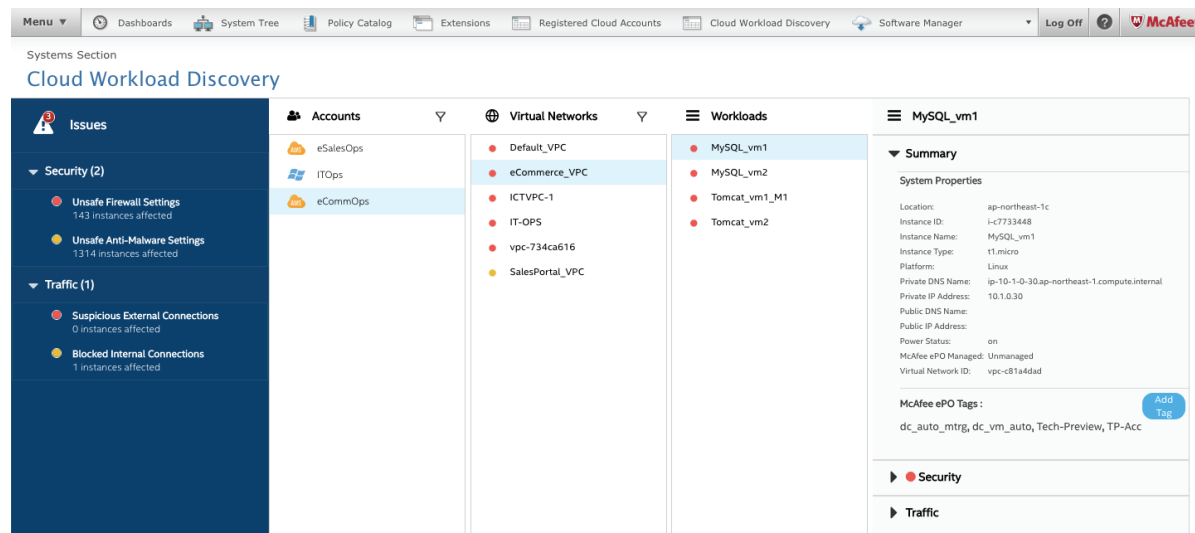 Menu ▼ Dashboards System Tree Policy Catalog Extensions Registered Cloud Accounts Cloud Workload Discovery Software Manager ▼ Log Off ? McAfee
Systems Section
Cloud Workload Discovery
3 Issues
Security (2)
Unsafe Firewall Settings
143 instances affected
Unsafe Anti-Malware Settings
1314 instances affected
Traffic (1)
Suspicious External Connections
0 instances affected
Blocked Internal Connections
1 instances affected
Accounts
AWS eSalesOps
ITOps
AWS eCommOps
Virtual Networks
Default_VPC
eCommerce_VPC
ICTVPC-1
IT-OPS
vpc-734ca616
SalesPortal_VPC
Workloads
MySQL_vm1
MySQL_vm2
Tomcat_vm1_M1
Tomcat_vm2
MySQL_vm1
Summary
System Properties
Location: ap-northeast-1c
Instance ID: i-c7733448
Instance Name: MySQL_vm1
Instance Type: t1.micro
Platform: Linux
Private DNS Name: ip-10-1-0-30.ap-northeast-1.compute.internal
Private IP Address: 10.1.0.30
Public DNS Name:
Public IP Address:
Power Status: on
McAfee ePO Managed: Unmanaged
Virtual Network ID: vpc-c81a4dad
McAfee ePO Tags :
Add
Tag
dc_auto_mtrg, dc_vm_auto, Tech-Preview, TP-Acc
Security
Traffic